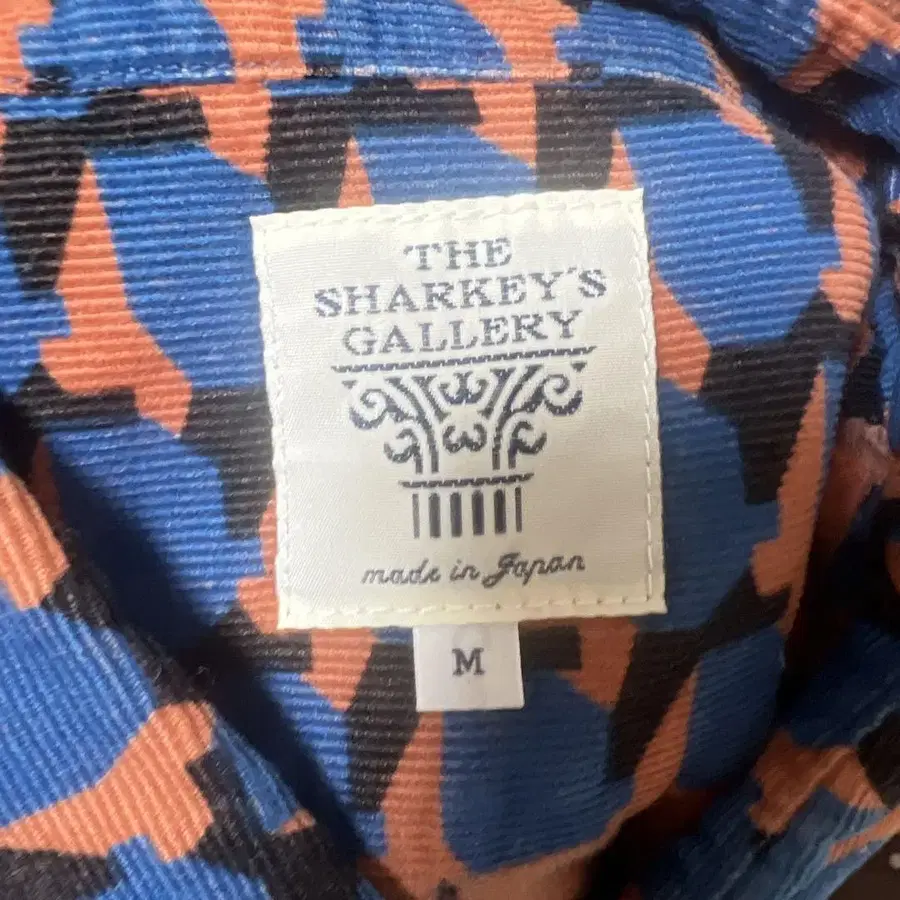 THE
SHARKEY'S
GALLERY
made in Japan
M